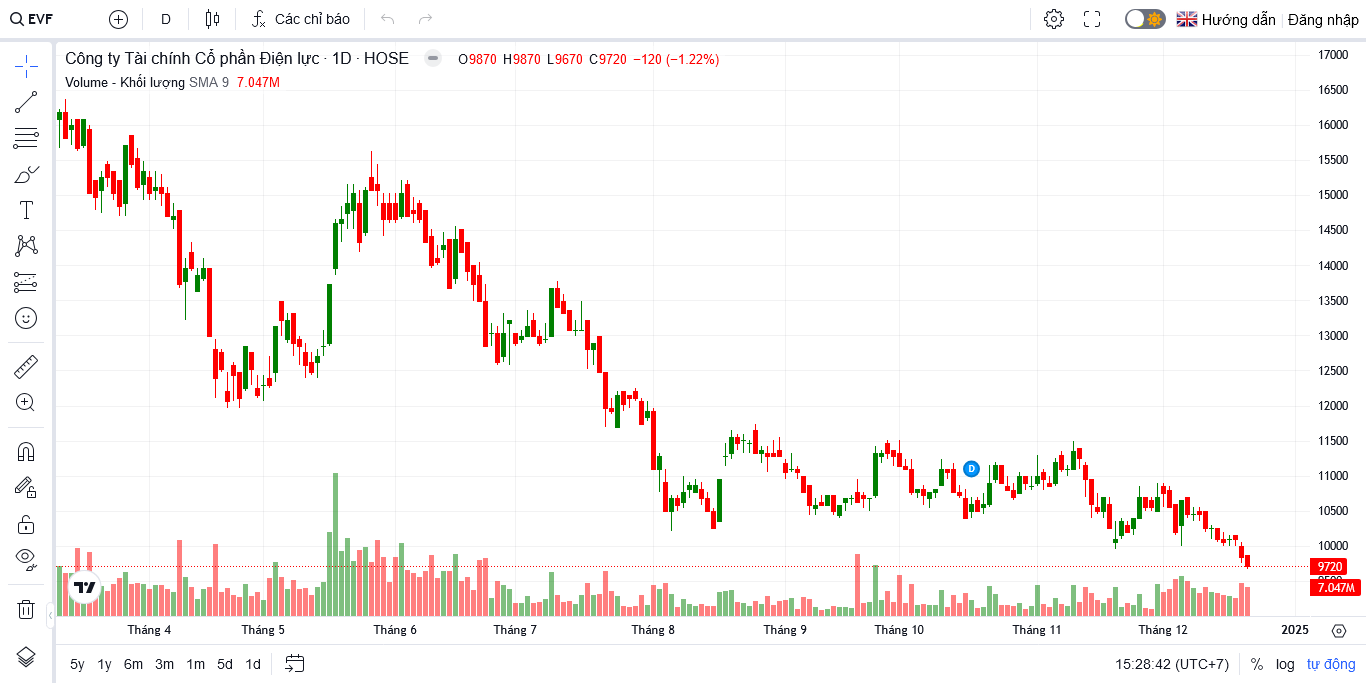 EVF D Các chỉ báo Hướng dẫn Đăng nhập
Công ty Tài chính Cổ phần Điện lực · 1D · HOSE O9870 H9870 L9670 C9720 −120 (−1.22%)
Volume - Khối lượng SMA 9 7.047M
17000
16500
16000
15500
15000
14500
14000
13500
13000
12500
12000
11500
11000
D
10500
10000
9720
9500
7.047M
Tháng 4 Tháng 5 Tháng 6 Tháng 7 Tháng 8 Tháng 9 Tháng 10 Tháng 11 Tháng 12 2025
5y 1y 6m 3m 1m 5d 1d 15:28:42 (UTC+7) % log tự động